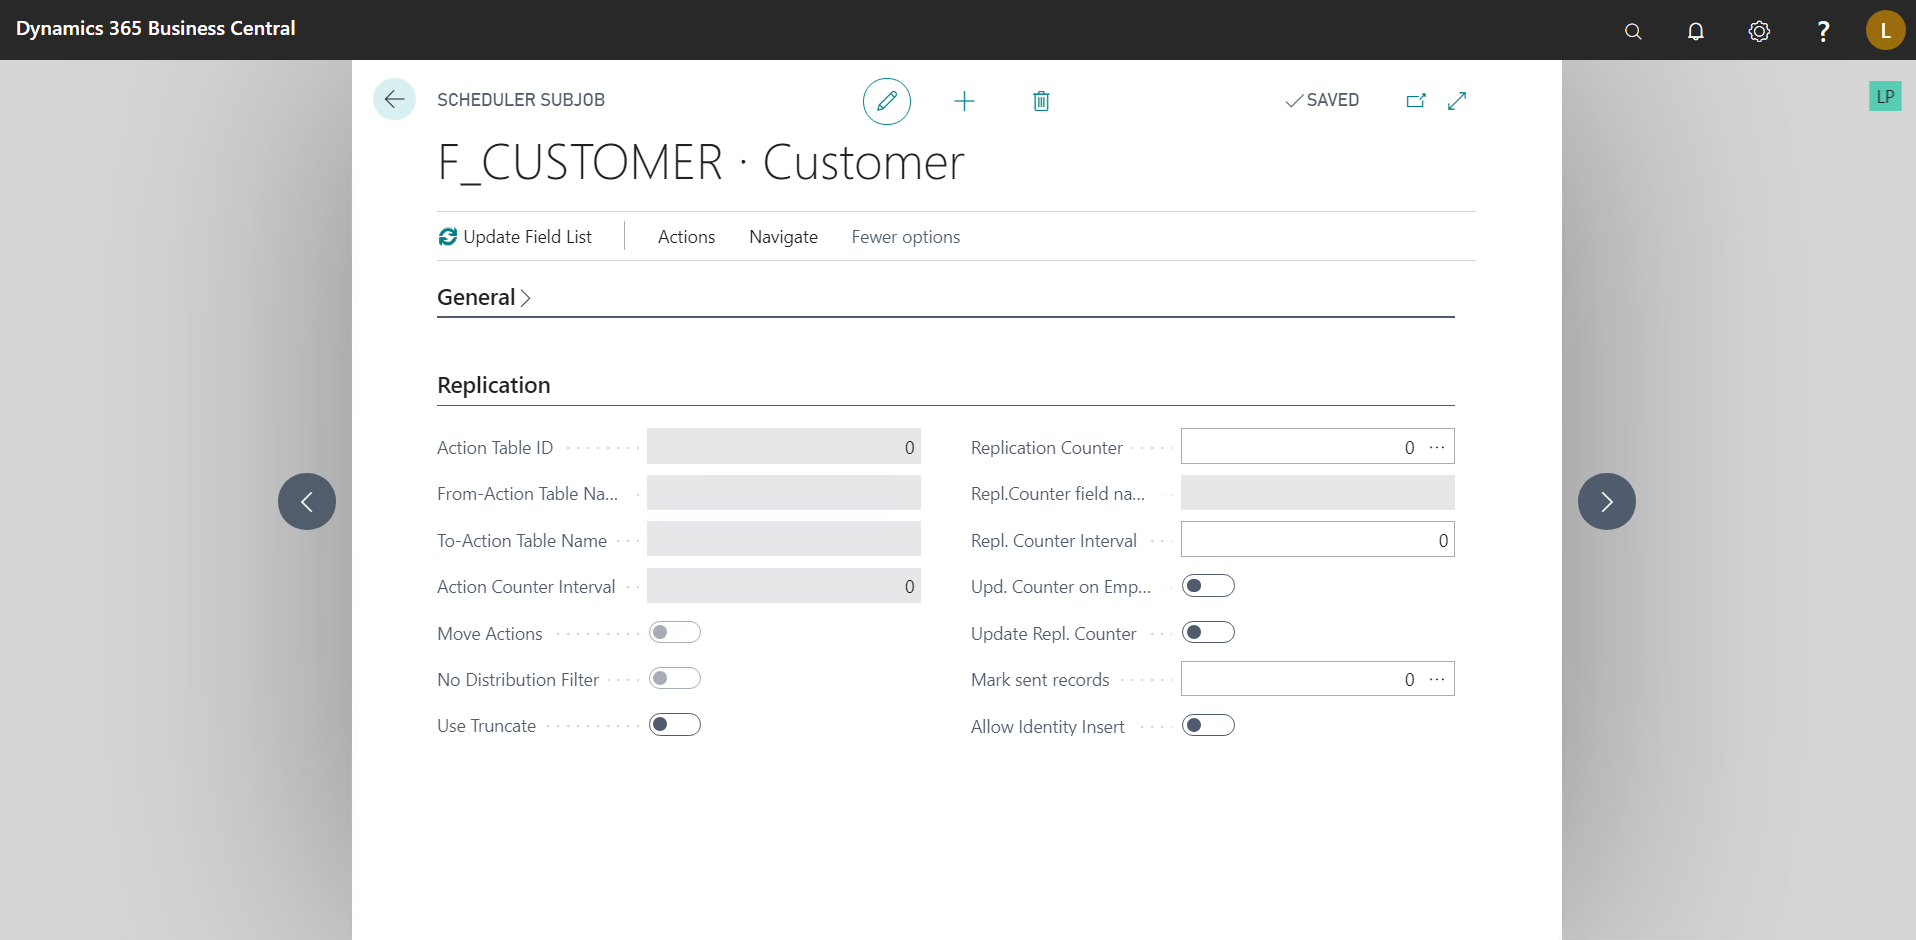 Dynamics 365 Business Central
?
L
LP
SCHEDULER SUBJOB
SAVED
F_CUSTOMER · Customer
Update Field List
Actions
Navigate
Fewer options
General
Replication
Action Table ID
0
From-Action Table Na...
To-Action Table Name
Action Counter Interval
0
Move Actions
No Distribution Filter
Use Truncate
Replication Counter
0 ...
Repl.Counter field na...
Repl. Counter Interval
0
Upd. Counter on Emp...
Update Repl. Counter
Mark sent records
0 ...
Allow Identity Insert